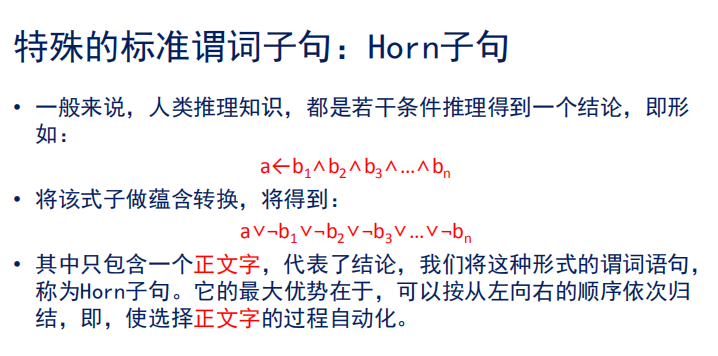 特殊的标准谓词子句：Horn子句
• 一般来说，人类推理知识，都是若干条件推理得到一个结论，即形
如：
a←b₁∧b₂∧b₃∧…∧bₙ
• 将该式子做蕴含转换，将得到：
a∨¬b₁∨¬b₂∨¬b₃∨…∨¬bₙ
• 其中只包含一个正文字，代表了结论，我们将这种形式的谓词语句，
称为Horn子句。它的最大优势在于，可以按从左向右的顺序依次归
结，即，使选择正文字的过程自动化。